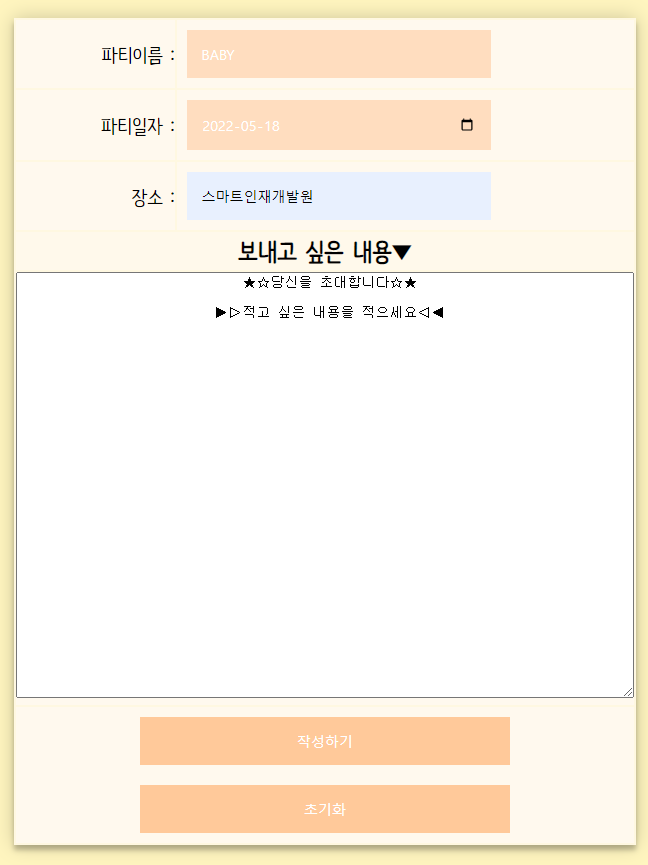 파티이름 : BABY
파티일자 : 2022-05-18
장소 : 스마트인재개발원
보내고 싶은 내용▼
★☆당신을 초대합니다☆★
▶▷적고 싶은 내용을 적으세요◁◀
작성하기
초기화